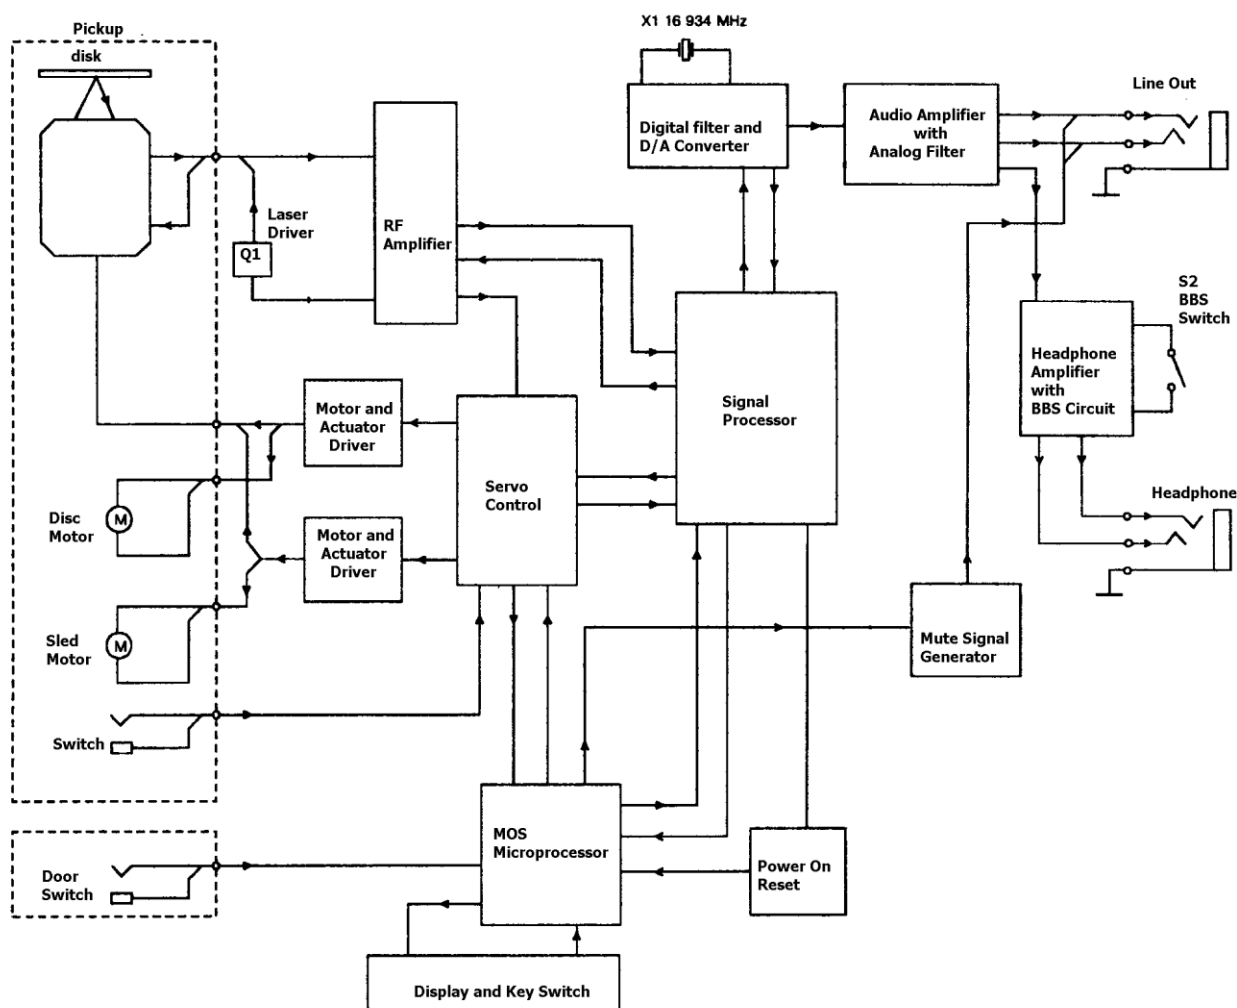 X1 16 934 MHz
Pickup
disk
Digital filter and
D/A Converter
Audio Amplifier
with
Analog Filter
Line Out
Laser
Driver
Q1
RF
Amplifier
S2
BBS
Switch
Headphone
Amplifier
with
BBS Circuit
Signal
Processor
Motor and
Actuator
Driver
Servo
Control
Headphone
Disc
Motor
M
Motor and
Actuator
Driver
Sled
Motor
M
Mute Signal
Generator
Switch
MOS
Microprocessor
Power On
Reset
Door
Switch
Display and Key Switch